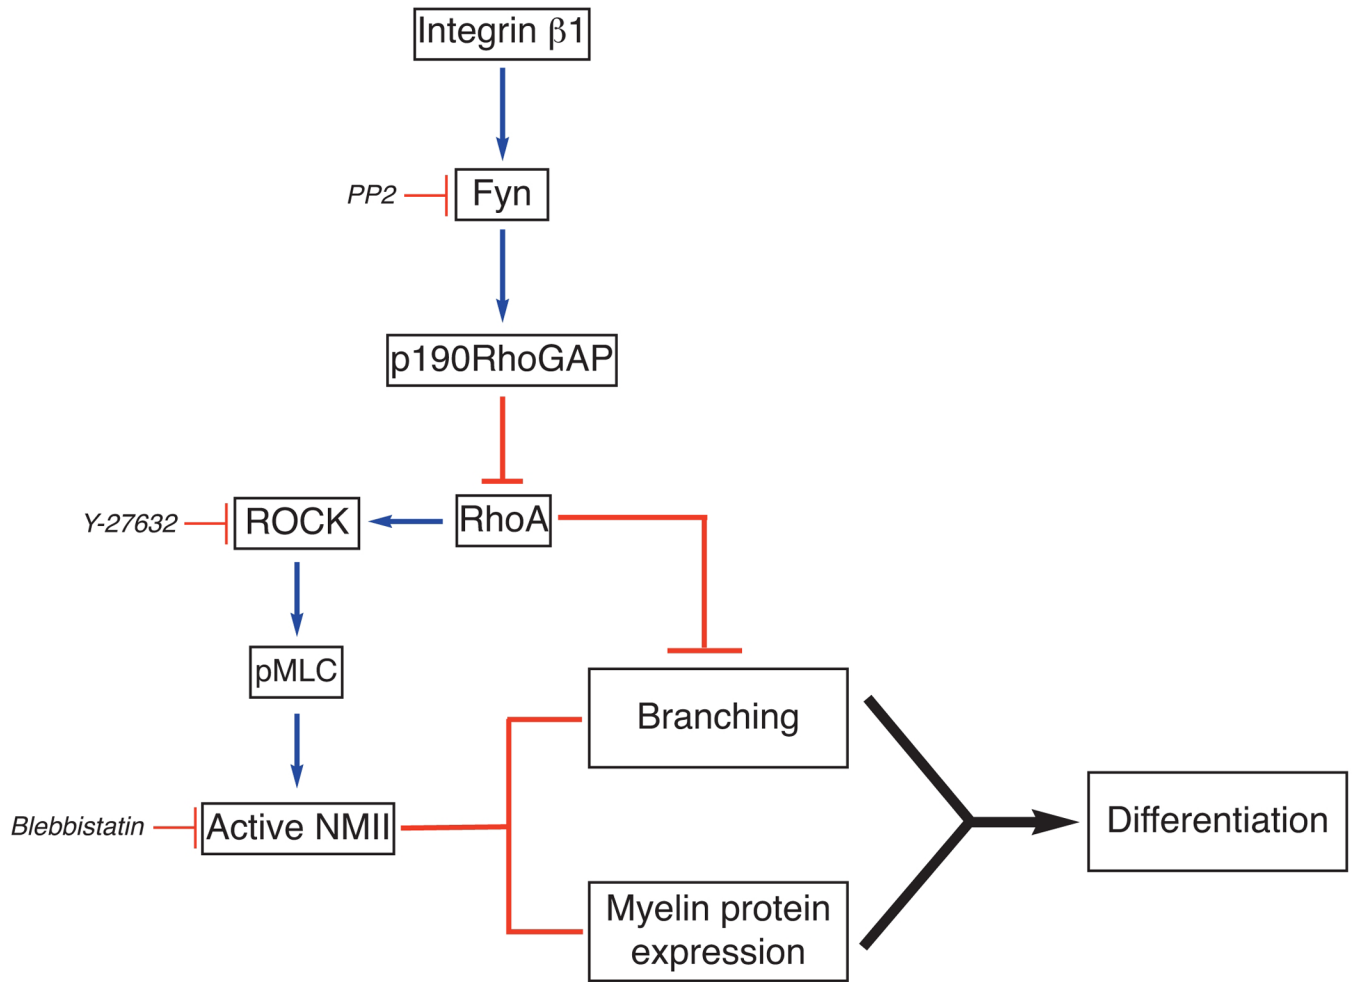 Integrin β1
PP2
Fyn
p190RhoGAP
Y-27632
ROCK
RhoA
pMLC
Branching
Blebbistatin
Active NMII
Differentiation
Myelin protein
expression